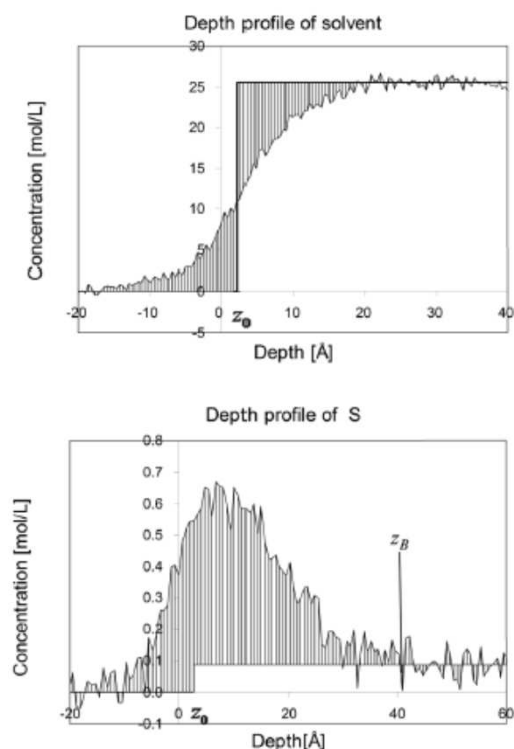 Depth profile of solvent
30
25
20
15
10
5
0
-5
-20 -10 0 10 20 30 40
z₀
Concentration [mol/L]
Depth [Å]
Depth profile of S
0.8
0.7
0.6
0.5
0.4
0.3
0.2
0.1
0
-0.1
z_B
-20 0 z₀ 20 40 60
Concentration [mol/L]
Depth[Å]